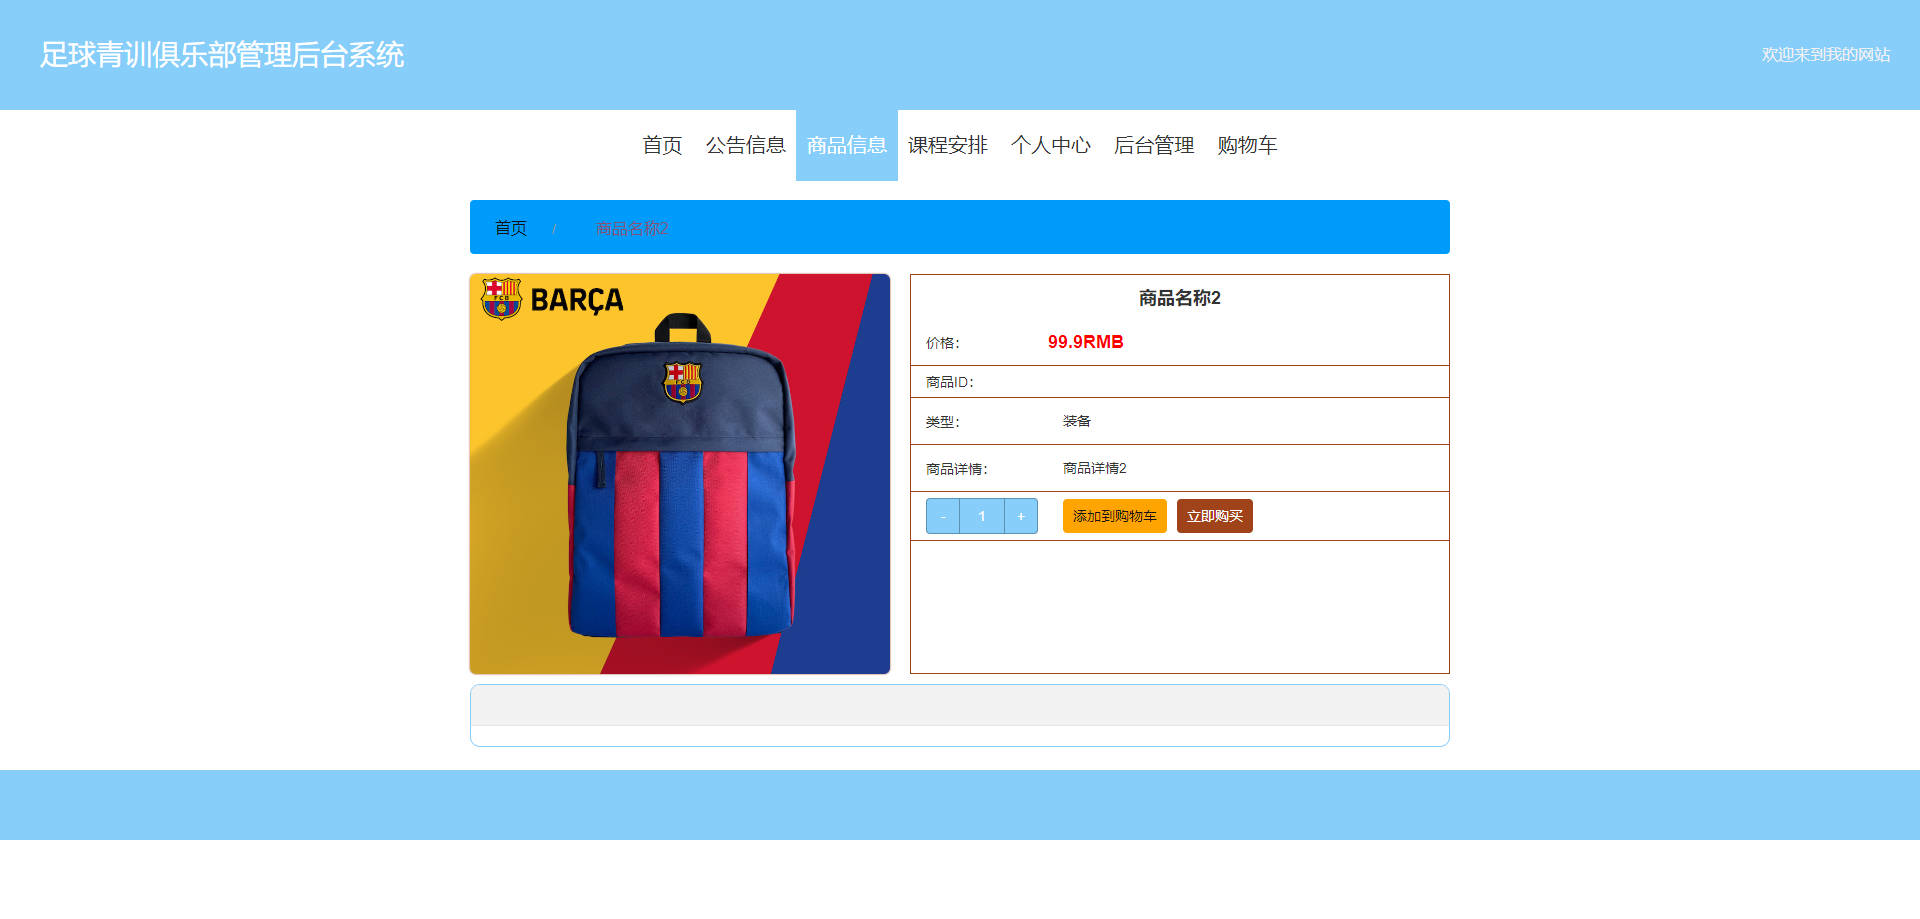 足球青训俱乐部管理后台系统
欢迎来到我的网站
首页 公告信息 商品信息 课程安排 个人中心 后台管理 购物车
首页 / 商品名称2
BARÇA
FCB
FCB
商品名称2
价格： 99.9RMB
商品ID：
类型： 装备
商品详情： 商品详情2
- 1 + 添加到购物车 立即购买